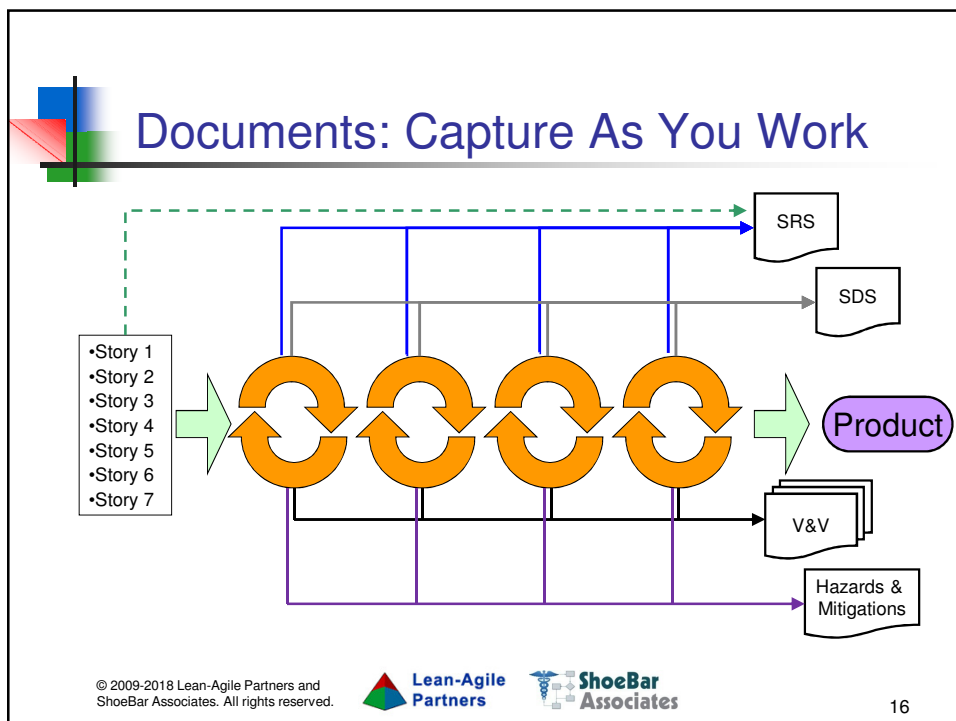 Documents: Capture As You Work
SRS
SDS
•Story 1
•Story 2
•Story 3
•Story 4
•Story 5
•Story 6
•Story 7
Product
V&V
Hazards &
Mitigations
© 2009-2018 Lean-Agile Partners and
ShoeBar Associates. All rights reserved.
Lean-Agile
Partners
ShoeBar
Associates
16